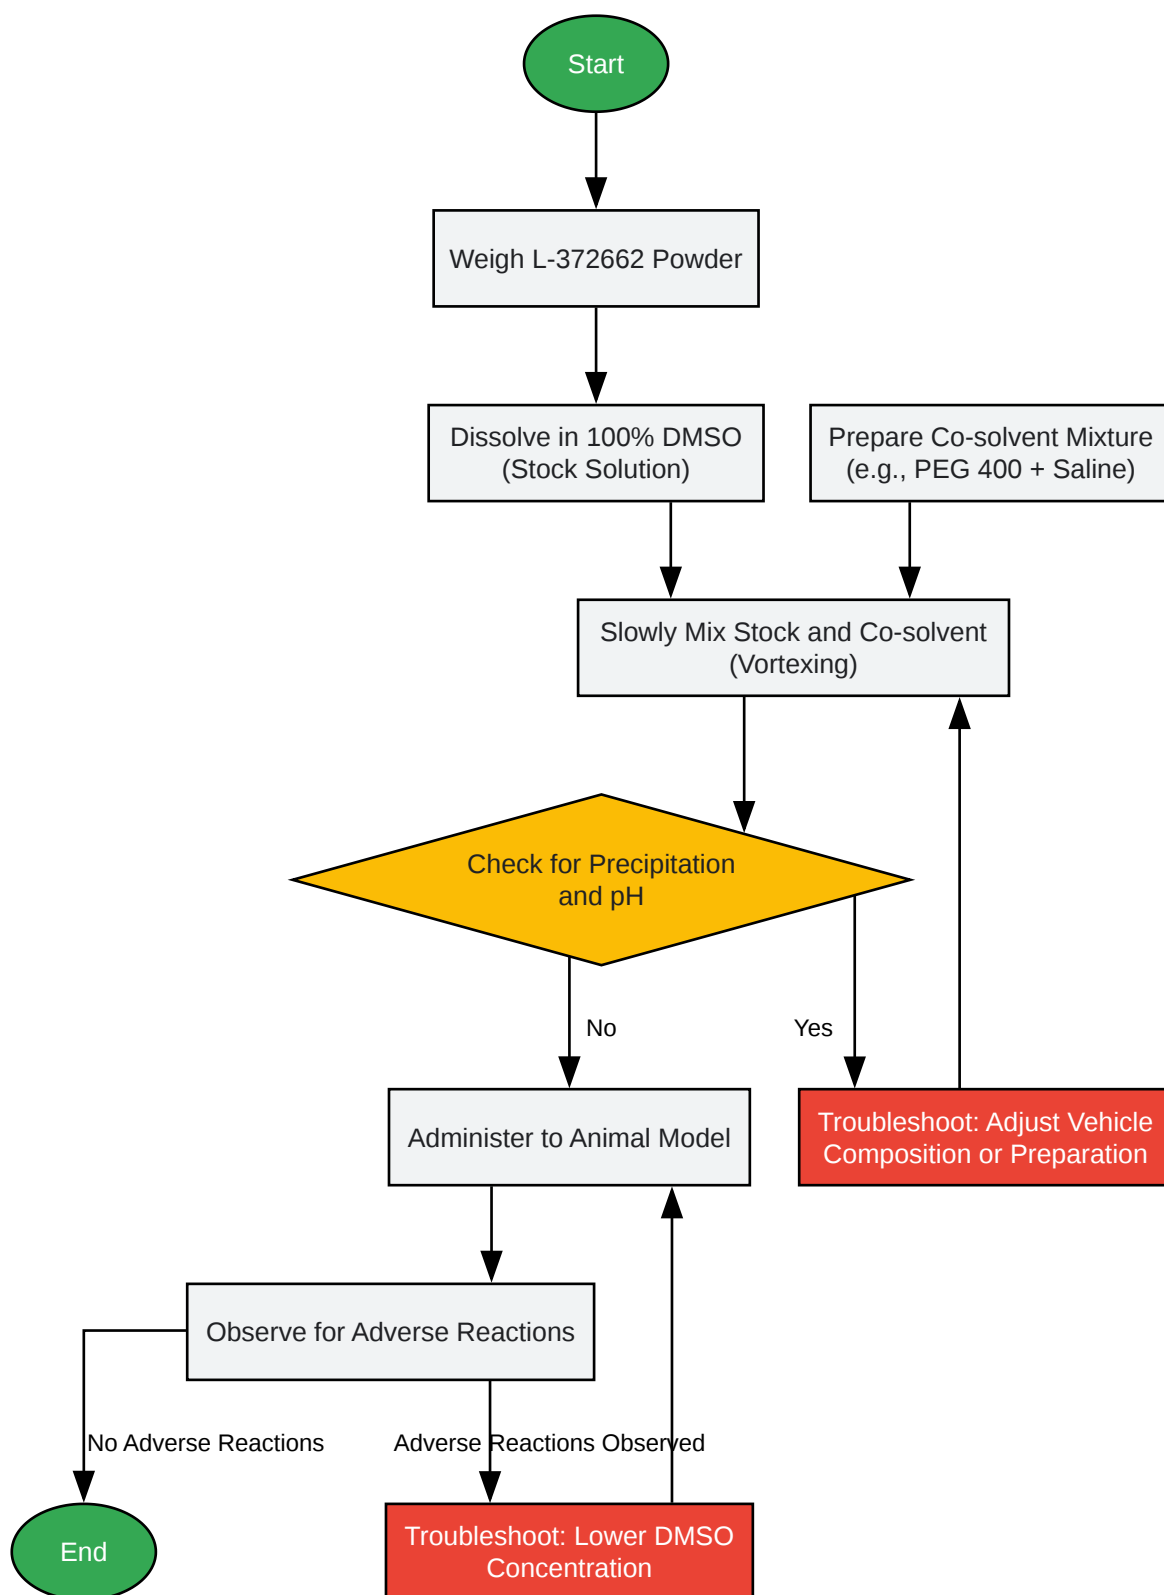 Start
Weigh L-372662 Powder
Dissolve in 100% DMSO
(Stock Solution)
Prepare Co-solvent Mixture
(e.g., PEG 400 + Saline)
Slowly Mix Stock and Co-solvent
(Vortexing)
Check for Precipitation
and pH
No
Yes
Administer to Animal Model
Troubleshoot: Adjust Vehicle
Composition or Preparation
Observe for Adverse Reactions
No Adverse Reactions
Adverse Reactions Observed
End
Troubleshoot: Lower DMSO
Concentration